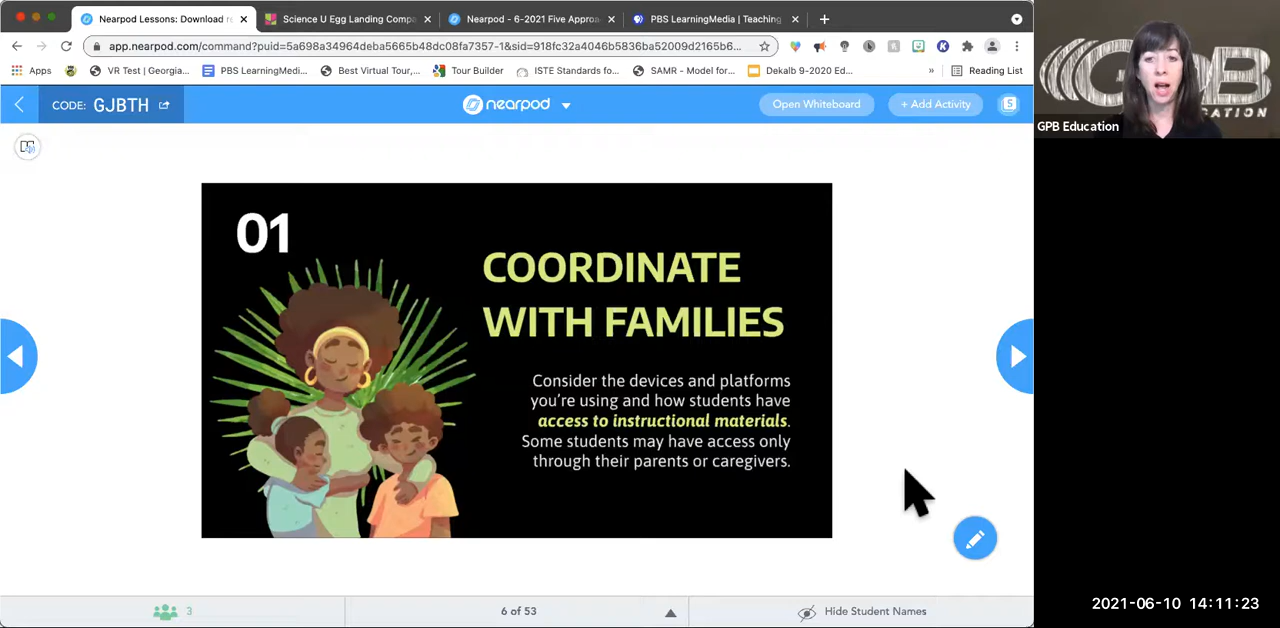 Nearpod Lessons: Download r
Science U Egg Landing Comp
Nearpod - 6-2021 Five Approa
PBS LearningMedia | Teaching
app.nearpod.com/command?puid=5a698a34964deba5665b48dc08fa7357-1&sid=918fc32a4046b5836ba52009d2165b6...
Apps
VR Test | Georgia...
PBS LearningMedi...
Best Virtual Tour,...
Tour Builder
ISTE Standards fo...
SAMR - Model for...
Dekalb 9-2020 Ed...
»
Reading List
CODE: GJBTH
nearpod
Open Whiteboard
+ Add Activity
S
GPB
EDUCATION
GPB Education
01
COORDINATE
WITH FAMILIES
Consider the devices and platforms
you're using and how students have
access to instructional materials.
Some students may have access only
through their parents or caregivers.
3
6 of 53
Hide Student Names
2021-06-10 14:11:23